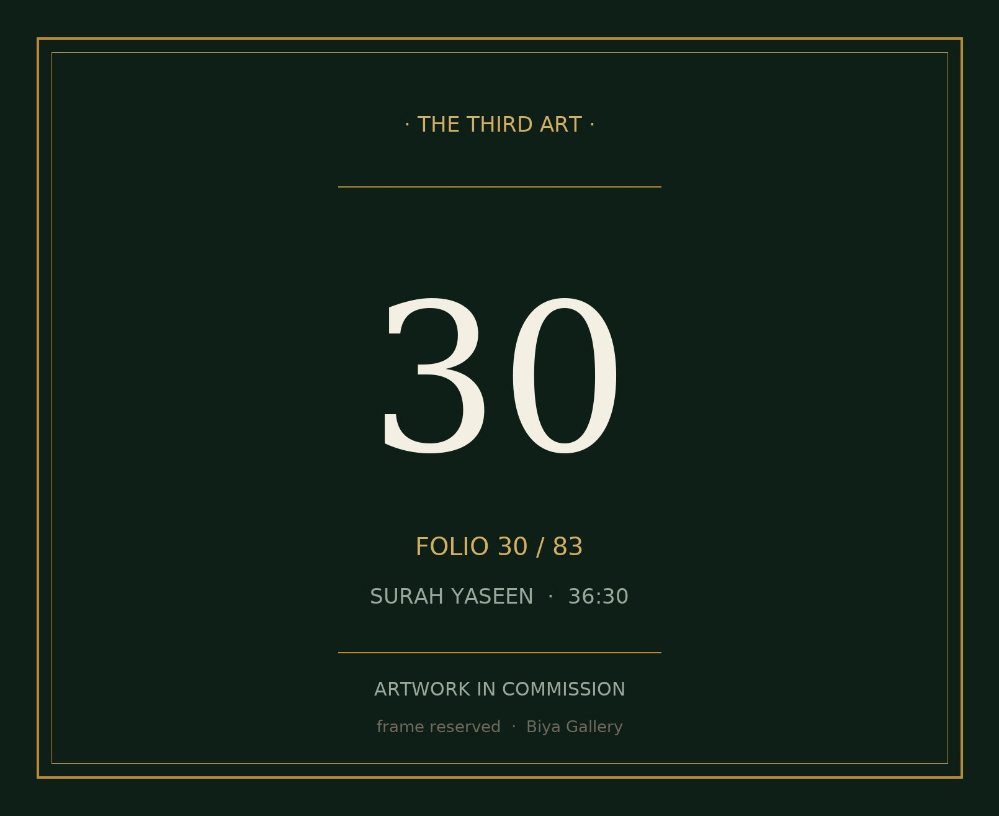 · THE THIRD ART ·
30
FOLIO 30 / 83
SURAH YASEEN · 36:30
ARTWORK IN COMMISSION
frame reserved · Biya Gallery